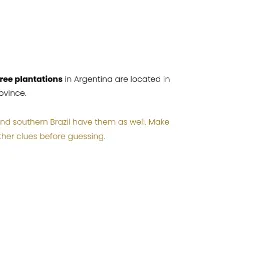 ree plantations in Argentina are located in
ovince.
nd southern Brazil have them as well. Make
ther clues before guessing.